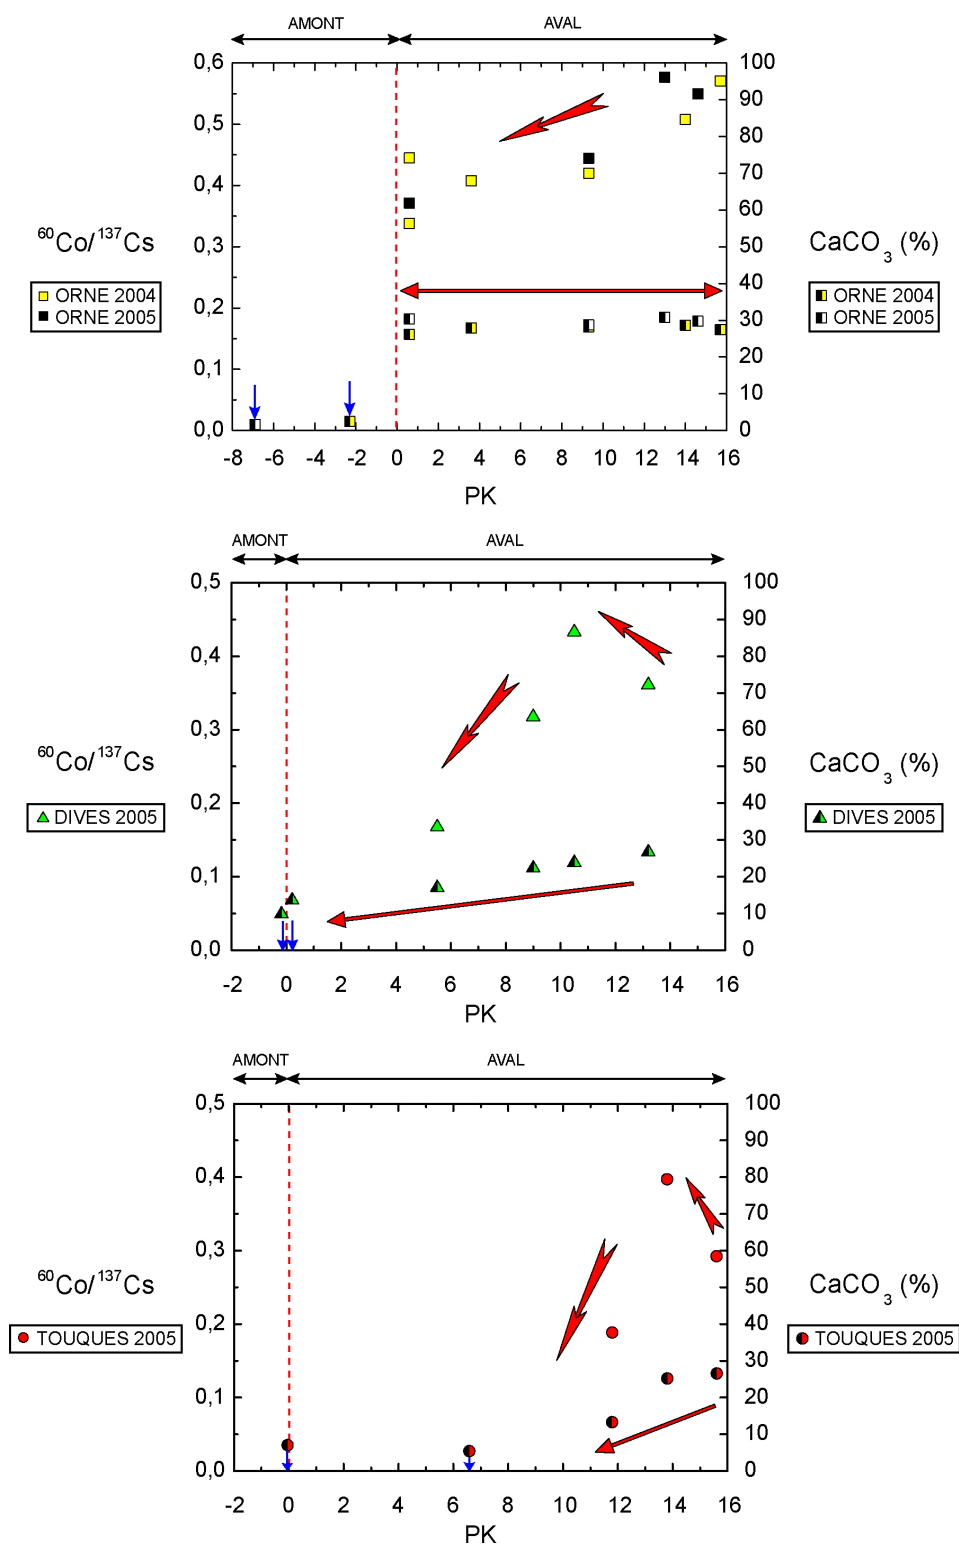 AMONT AVAL
0,6 100
90
0,5 80
70
0,4 60
0,3 50
⁶⁰Co/¹³⁷Cs CaCO₃ (%)
40
ORNE 2004 ORNE 2004
0,2 30
ORNE 2005 ORNE 2005
20
0,1
10
0,0 0
-8 -6 -4 -2 0 2 4 6 8 10 12 14 16
PK
AMONT AVAL
0,5 100
90
0,4 80
70
0,3 60
⁶⁰Co/¹³⁷Cs CaCO₃ (%)
50
0,2 40
DIVES 2005 DIVES 2005
30
0,1 20
10
0,0 0
-2 0 2 4 6 8 10 12 14 16
PK
AMONT AVAL
0,5 100
90
0,4 80
70
0,3 60
⁶⁰Co/¹³⁷Cs CaCO₃ (%)
50
0,2 40
TOUQUES 2005 TOUQUES 2005
30
0,1 20
10
0,0 0
-2 0 2 4 6 8 10 12 14 16
PK